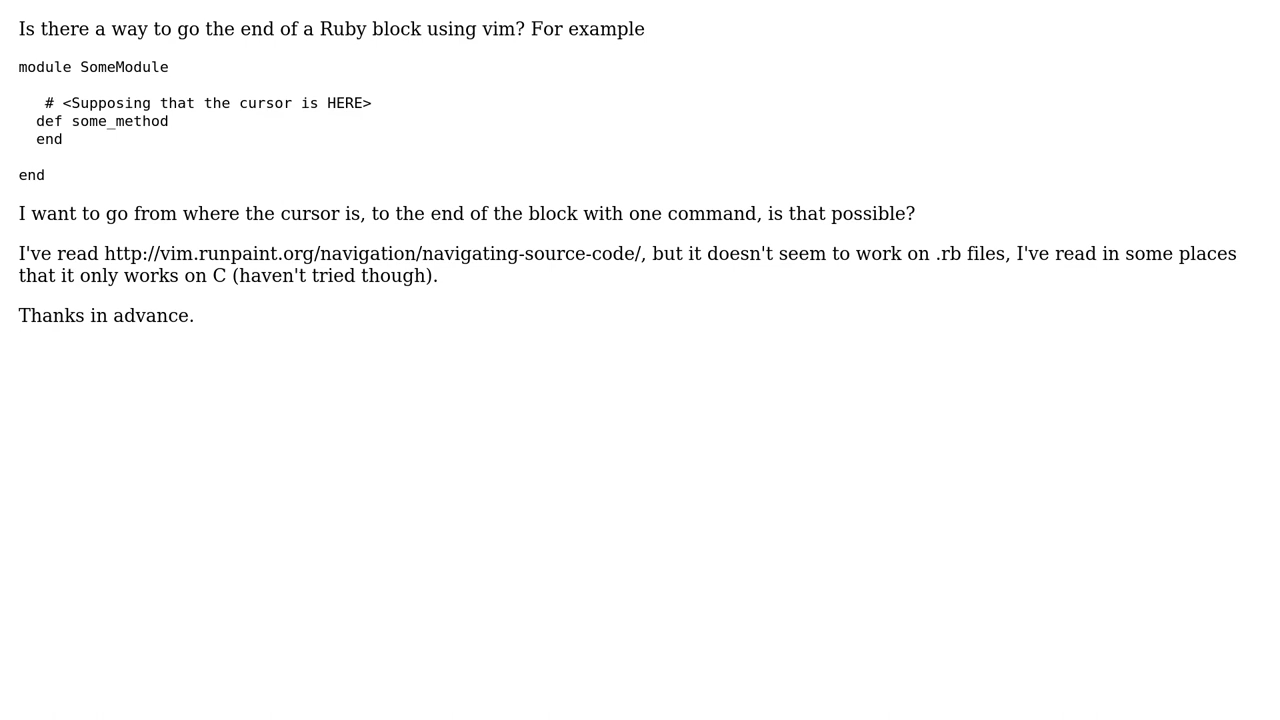 Is there a way to go the end of a Ruby block using vim? For example
module SomeModule
# <Supposing that the cursor is HERE>
def some_method
end
end
I want to go from where the cursor is, to the end of the block with one command, is that possible?
I've read http://vim.runpaint.org/navigation/navigating-source-code/, but it doesn't seem to work on .rb files, I've read in some places
that it only works on C (haven't tried though).
Thanks in advance.